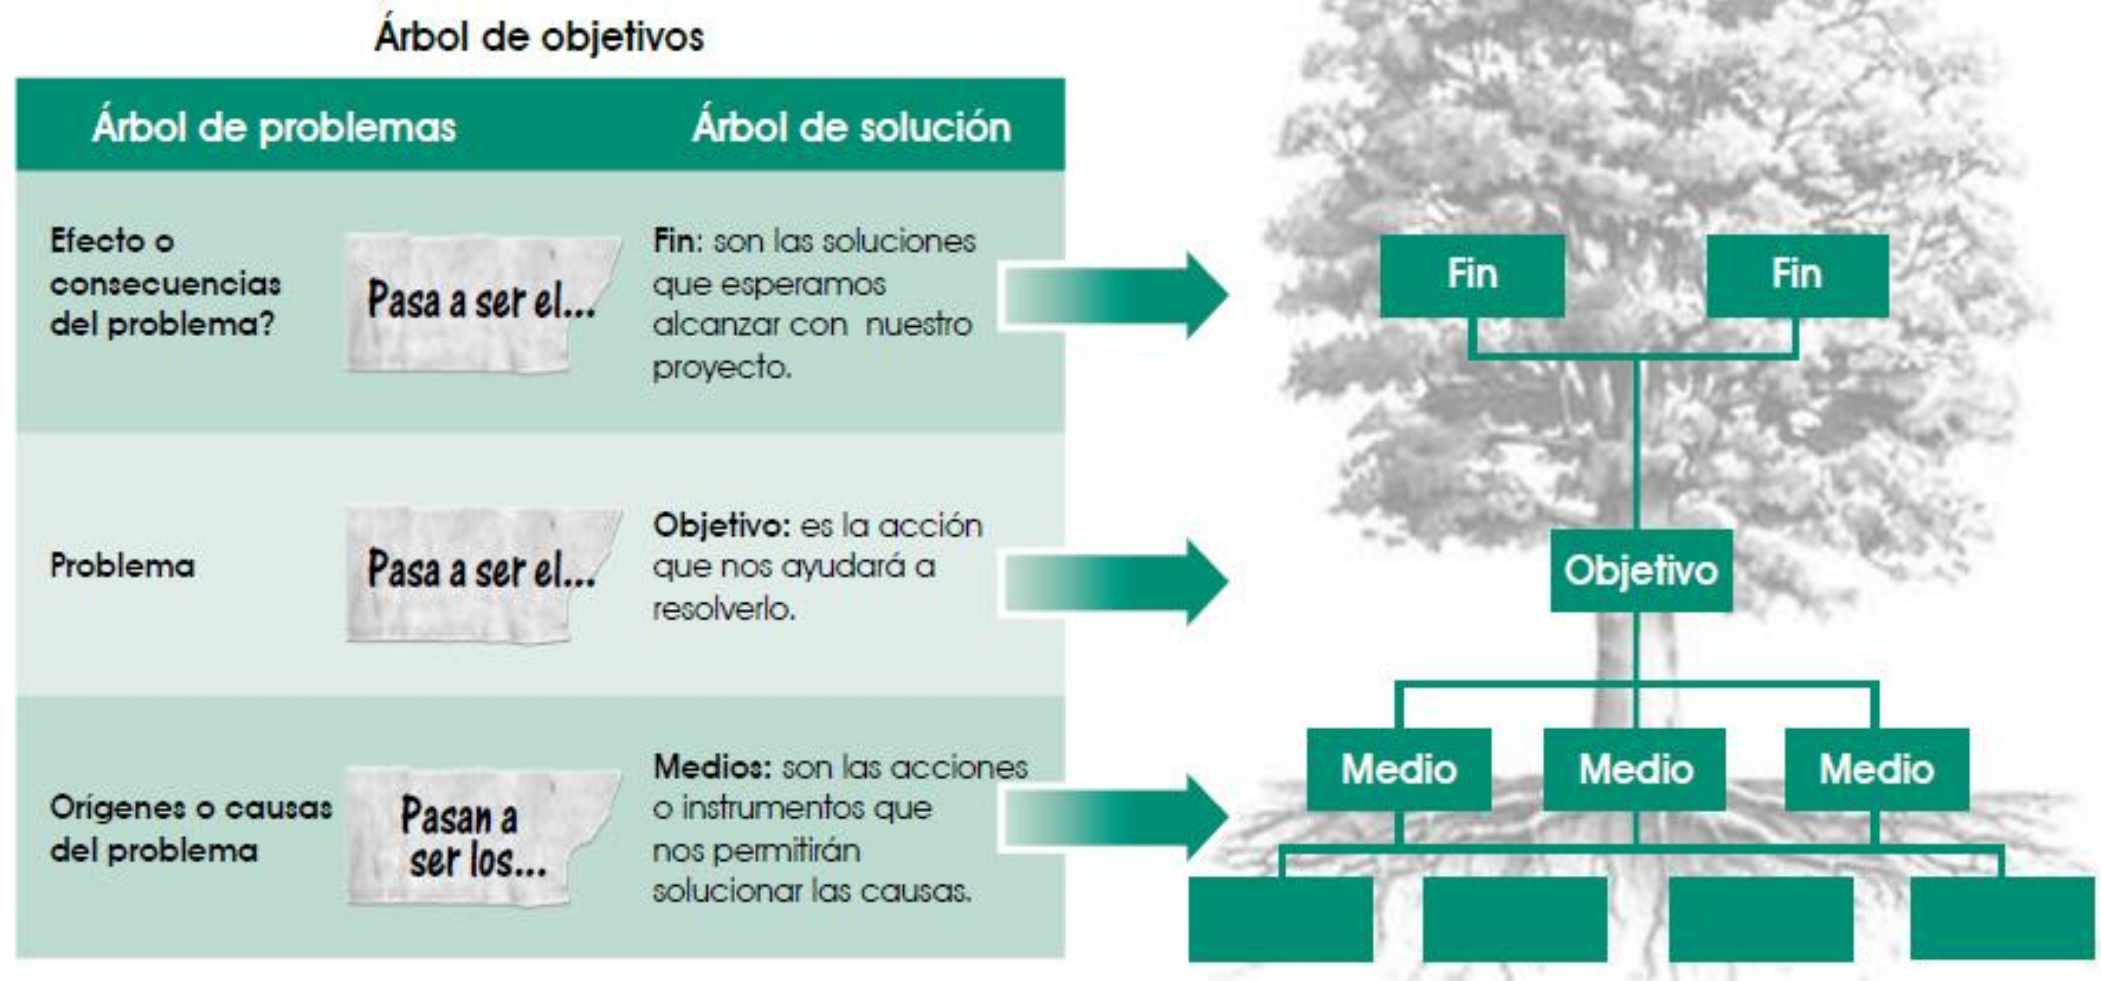 Árbol de objetivos
Árbol de problemas
Árbol de solución
Efecto o
consecuencias
del problema?
Pasa a ser el...
Fin: son las soluciones
que esperamos
alcanzar con nuestro
proyecto.
Problema
Pasa a ser el...
Objetivo: es la acción
que nos ayudará a
resolverlo.
Orígenes o causas
del problema
Pasan a
ser los...
Medios: son las acciones
o instrumentos que
nos permitirán
solucionar las causas.
Fin
Fin
Objetivo
Medio
Medio
Medio